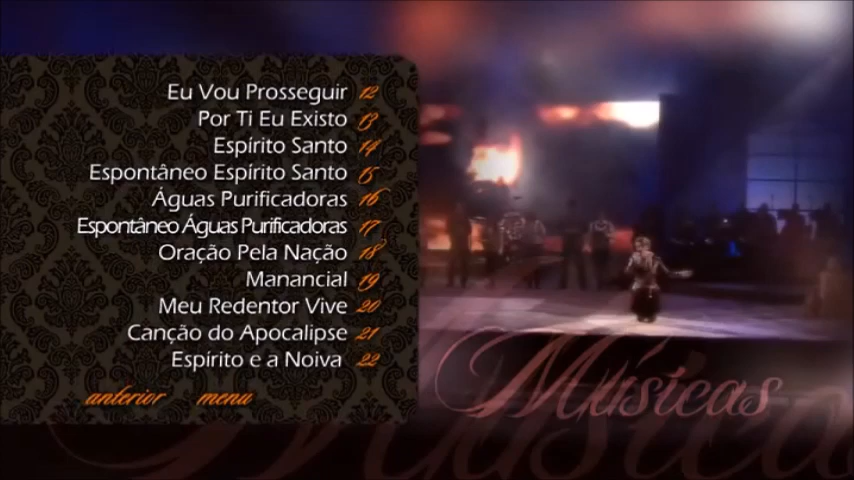 Eu Vou Prosseguir 12
Por Ti Eu Existo 13
Espírito Santo 14
Espontâneo Espírito Santo 15
Águas Purificadoras 16
Espontâneo Águas Purificadoras 17
Oração Pela Nação 18
Manancial 19
Meu Redentor Vive 20
Canção do Apocalipse 21
Espírito e a Noiva 22
anterior menu
Músicas